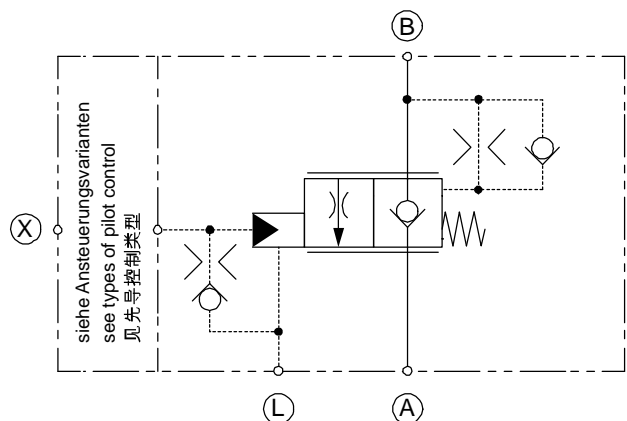 B
siehe Ansteuerungsvarianten
see types of pilot control
见先导控制类型
X
L
A